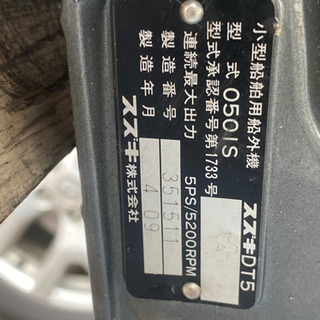 小型船舶用船外機 スズキDT5
型式 0501S
型式承認番号第1733号
連続最大出力 5PS/5200RPM
製造番号 351511
製造年月 4 09
スズキ株式会社